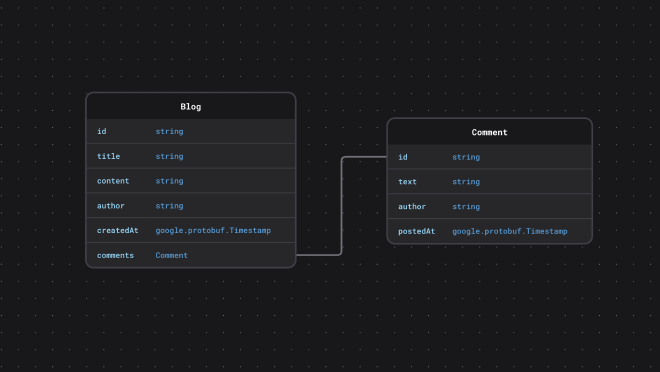 Blog
id string
title string
content string
author string
createdAt google.protobuf.Timestamp
comments Comment
Comment
id string
text string
author string
postedAt google.protobuf.Timestamp